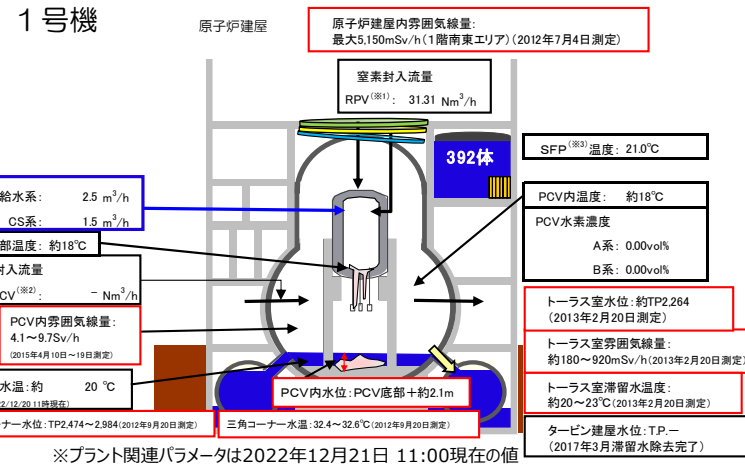 １号機
原子炉建屋
原子炉建屋内雰囲気線量:
最大5,150mSv/h(１階南東エリア)(2012年7月4日測定)
窒素封入流量
RPV(※1): 31.31 Nm³/h
392体
SFP(※3)温度: 21.0℃
給水系: 2.5 m³/h
CS系: 1.5 m³/h
PCV内温度: 約18℃
PCV水素濃度
A系: 0.00vol%
B系: 0.00vol%
部温度: 約18℃
入流量
CV(※2): － Nm³/h
PCV内雰囲気線量:
4.1～9.7Sv/h
(2015年4月10日～19日測定)
トーラス室水位: 約TP2,264
(2013年2月20日測定)
トーラス室雰囲気線量:
約180～920mSv/h(2013年2月20日測定)
トーラス室滞留水温度:
約20～23℃(2013年2月20日測定)
水温: 約 20 ℃
2/12/20 11時現在)
PCV内水位: PCV底部＋約2.1m
ーナー水位: TP2,474～2,984(2012年9月20日測定)
三角コーナー水温: 32.4～32.6℃(2012年9月20日測定)
タービン建屋水位: T.P.－
(2017年3月滞留水除去完了)
※プラント関連パラメータは2022年12月21日 11:00現在の値